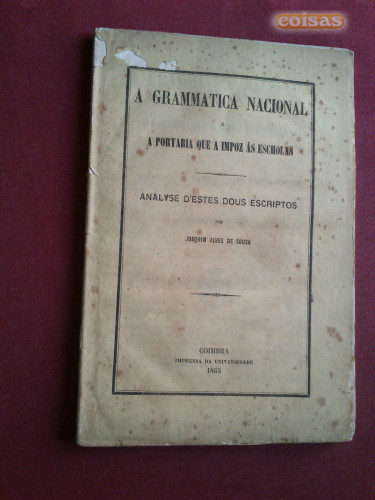 coisas
A GRAMMATICA NACIONAL
E
A PORTARIA QUE A IMPOZ ÁS ESCHOLAS
ANALYSE D'ESTES DOUS ESCRIPTOS
POR
JOAQUIM ALVES DE SOUSA
COIMBRA
IMPRENSA DA UNIVERSIDADE
1865